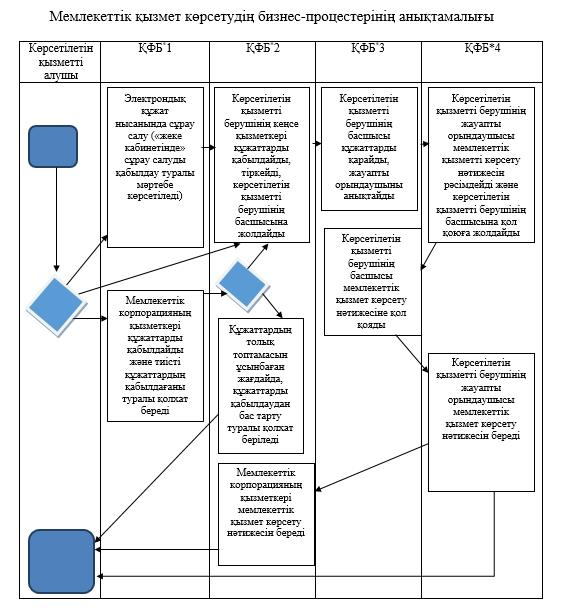 Мемлекеттік қызмет көрсетудің бизнес-процестерінің анықтамалығы
Көрсетілетін
қызметті
алушы
ҚФБ*1
ҚФБ*2
ҚФБ*3
ҚФБ*4
Электрондық
құжат
нысанында сұрау
салу («жеке
кабинетінде»
сұрау салуды
қабылдау туралы
мәртебе
көрсетіледі)
Көрсетілетін
қызметті
берушінің кеңсе
қызметкері
құжаттарды
қабылдайды,
тіркейді,
көрсетілетін
қызметті
берушінің
басшысына
жолдайды
Көрсетілетін
қызметті
берушінің
басшысы
құжаттарды
қарайды,
жауапты
орындаушыны
анықтайды
Көрсетілетін
қызметті берушінің
жауапты
орындаушысы
мемлекеттік
қызметті көрсету
нәтижесін
рәсімдейді және
көрсетілетін
қызметті берушінің
басшысына қол
қоюға жолдайды
Көрсетілетін
қызметті
берушінің
басшысы
мемлекеттік
қызмет көрсету
нәтижесіне қол
қояды
Мемлекеттік
корпорацияның
қызметкері
құжаттарды
қабылдайды
және тиісті
құжаттардың
қабылдағаны
туралы қолхат
береді
Құжаттардың
толық
топтамасын
ұсынбаған
жағдайда,
құжаттарды
қабылдаудан
бас тарту
туралы қолхат
беріледі
Көрсетілетін
қызметті берушінің
жауапты
орындаушысы
мемлекеттік
қызмет көрсету
нәтижесін береді
Мемлекеттік
корпорацияның
қызметкері
мемлекеттік
қызмет көрсету
нәтижесін береді